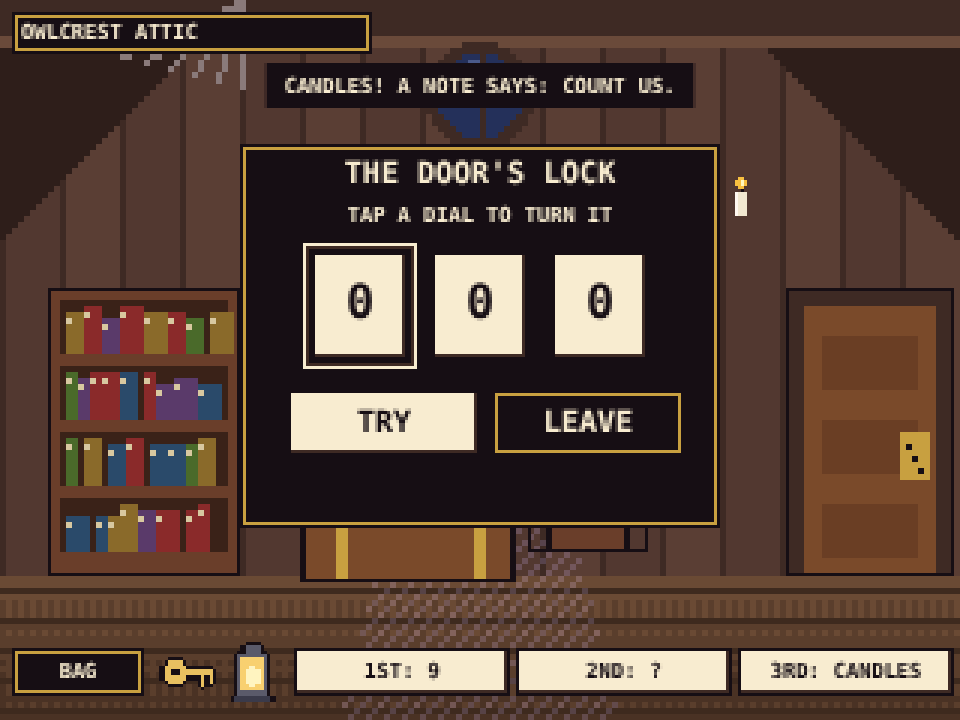 OWLCREST ATTIC
CANDLES! A NOTE SAYS: COUNT US.
THE DOOR'S LOCK
TAP A DIAL TO TURN IT
0 0 0
TRY LEAVE
BAG 1ST: 9 2ND: ? 3RD: CANDLES